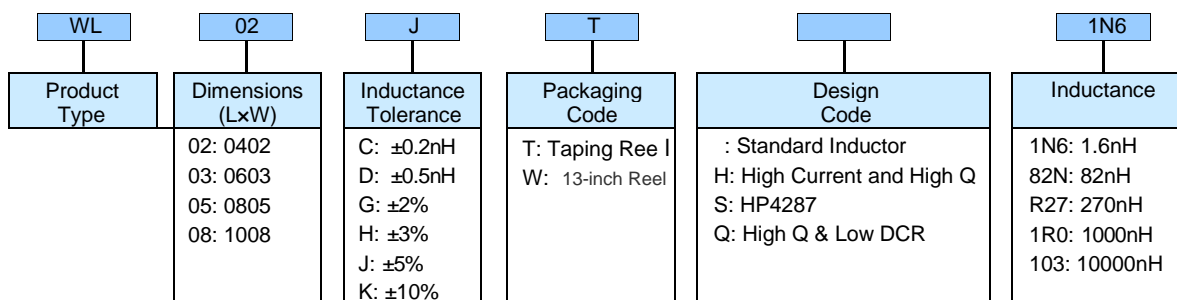 WL 02 J T 1N6
Product Type
Dimensions (L×W)
Inductance Tolerance
Packaging Code
Design Code
Inductance
02: 0402
03: 0603
05: 0805
08: 1008
C: ±0.2nH
D: ±0.5nH
G: ±2%
H: ±3%
J: ±5%
K: ±10%
T: Taping Ree l
W: 13-inch Reel
: Standard Inductor
H: High Current and High Q
S: HP4287
Q: High Q & Low DCR
1N6: 1.6nH
82N: 82nH
R27: 270nH
1R0: 1000nH
103: 10000nH